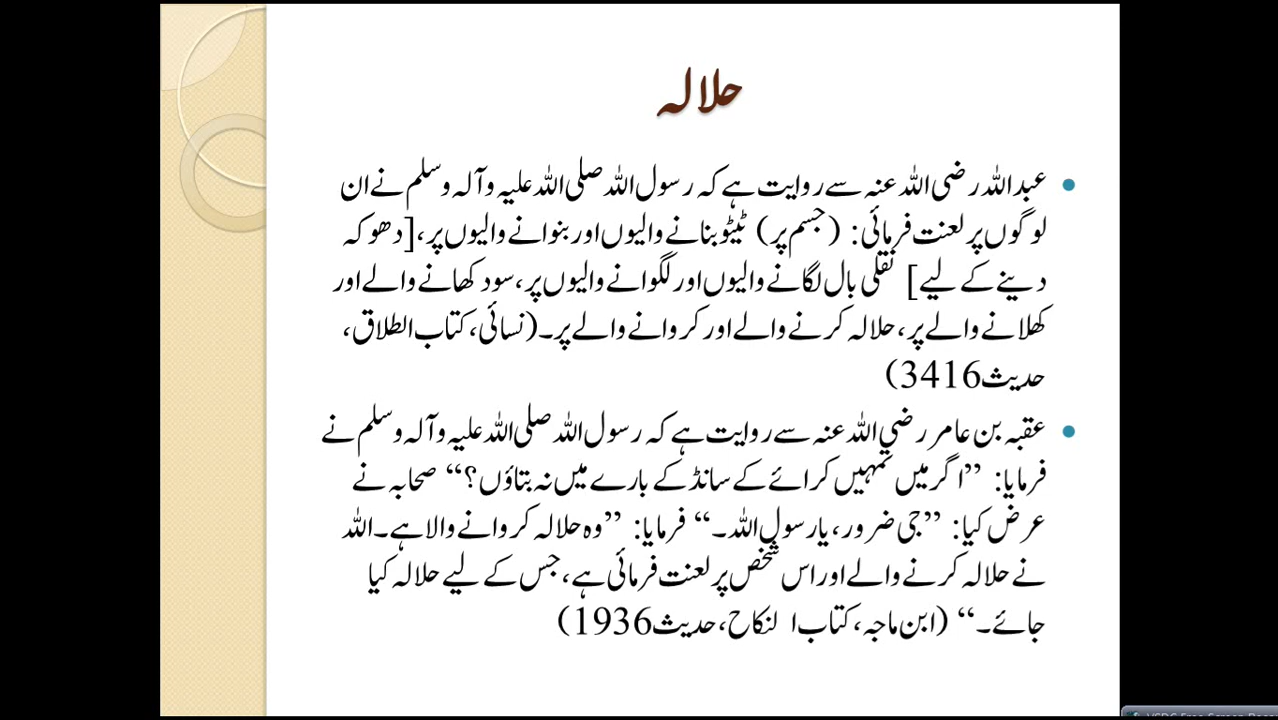 حلالہ
عبداللہ رضی اللہ عنہ سے روایت ہے کہ رسول اللہ صلی اللہ علیہ وآلہ وسلم نے ان
لوگوں پر لعنت فرمائی: (جسم پر) ٹیٹو بنانے والیوں اور بنوانے والیوں پر، [دھوکہ
دینے کے لیے] نقلی بال لگانے والیوں اور لگوانے والیوں پر، سود کھانے والے اور
کھلانے والے پر، حلالہ کرنے والے اور کروانے والے پر۔ (نسائی، کتاب الطلاق،
حدیث 3416)
عقبہ بن عامر رضي الله عنہ سے روایت ہے کہ رسول اللہ صلی اللہ علیہ وآلہ وسلم نے
فرمایا: ”اگر میں تمہیں کرائے کے سانڈ کے بارے میں نہ بتاؤں؟“ صحابہ نے
عرض کیا: ”جی ضرور، یا رسول اللہ۔“ فرمایا: ”وہ حلالہ کروانے والا ہے۔ اللہ
نے حلالہ کرنے والے اور اس شخص پر لعنت فرمائی ہے، جس کے لیے حلالہ کیا
جائے۔“ (ابن ماجہ، کتاب ا لنکاح، حدیث 1936)